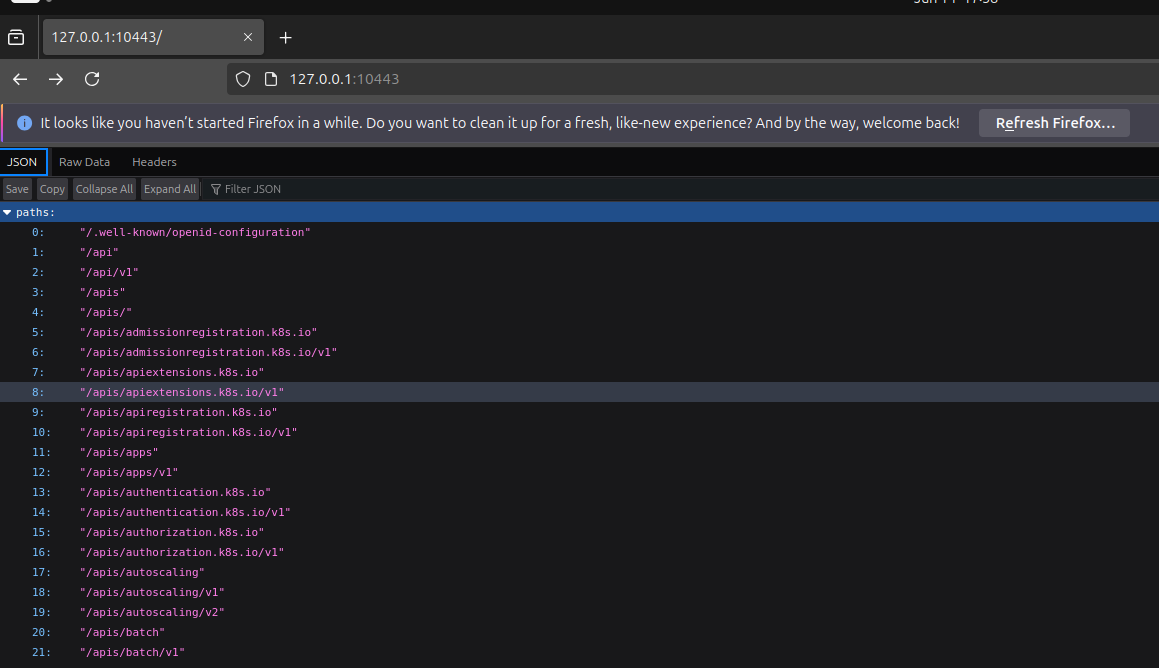 127.0.0.1:10443/
127.0.0.1:10443
It looks like you haven’t started Firefox in a while. Do you want to clean it up for a fresh, like-new experience? And by the way, welcome back! Refresh Firefox…
JSON Raw Data Headers
Save Copy Collapse All Expand All Filter JSON
paths:
0: "/.well-known/openid-configuration"
1: "/api"
2: "/api/v1"
3: "/apis"
4: "/apis/"
5: "/apis/admissionregistration.k8s.io"
6: "/apis/admissionregistration.k8s.io/v1"
7: "/apis/apiextensions.k8s.io"
8: "/apis/apiextensions.k8s.io/v1"
9: "/apis/apiregistration.k8s.io"
10: "/apis/apiregistration.k8s.io/v1"
11: "/apis/apps"
12: "/apis/apps/v1"
13: "/apis/authentication.k8s.io"
14: "/apis/authentication.k8s.io/v1"
15: "/apis/authorization.k8s.io"
16: "/apis/authorization.k8s.io/v1"
17: "/apis/autoscaling"
18: "/apis/autoscaling/v1"
19: "/apis/autoscaling/v2"
20: "/apis/batch"
21: "/apis/batch/v1"